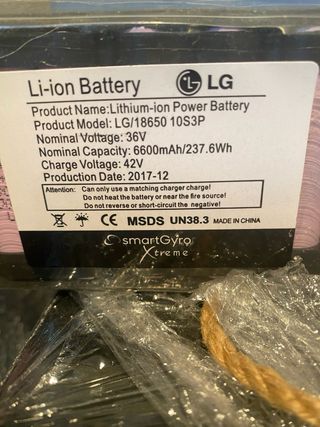 Li-ion Battery LG
Product Name:Lithium-ion Power Battery
Product Model: LG/18650 10S3P
Nominal Voltage: 36V
Nominal Capacity: 6600mAh/237.6Wh
Charge Voltage: 42V
Production Date: 2017-12
Attention: Can only use a matching charger charge!
Do not heat the battery or near the fire source!
Do not reverse or short-circuit the negative!
CE MSDS UN38.3 MADE IN CHINA
smartGyro
Xtreme